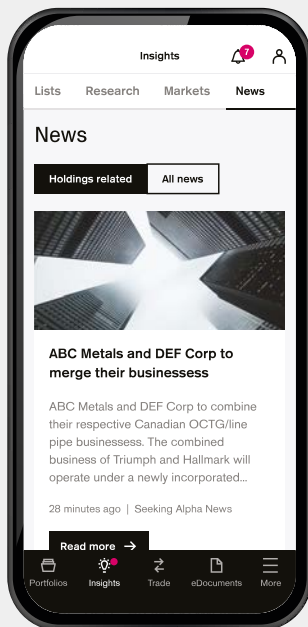 Insights
7
Lists Research Markets News
News
Holdings related All news
ABC Metals and DEF Corp to
merge their businessess
ABC Metals and DEF Corp to combine
their respective Canadian OCTG/line
pipe businessess. The combined
business of Triumph and Hallmark will
operate under a newly incorporated...
28 minutes ago | Seeking Alpha News
Read more →
Portfolios Insights Trade eDocuments More